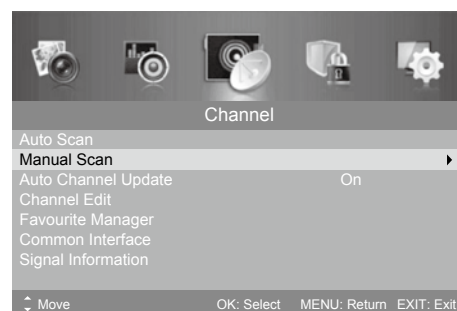 Channel
Auto Scan
Manual Scan
Auto Channel Update On
Channel Edit
Favourite Manager
Common Interface
Signal Information
Move OK: Select MENU: Return EXIT: Exit